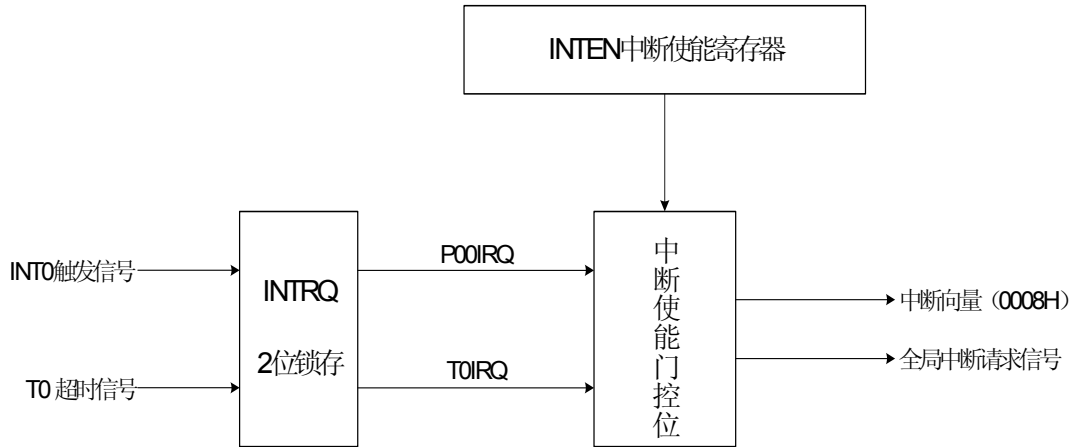 INTEN中断使能寄存器
INT0触发信号
T0 超时信号
INTRQ
2位锁存
P00IRQ
T0IRQ
中断使能门控位
中断向量（0008H）
全局中断请求信号